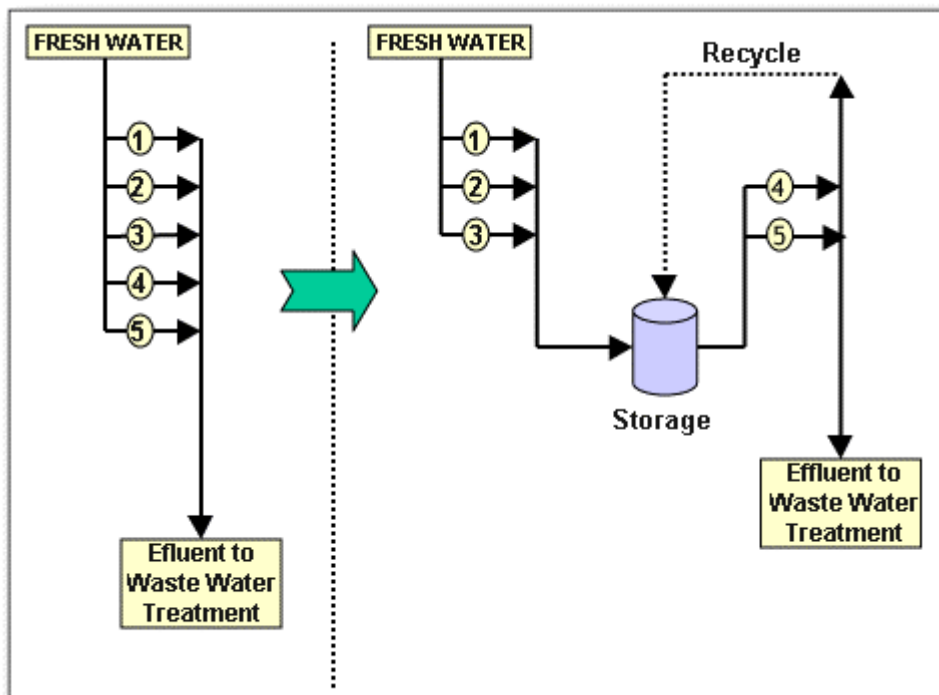 FRESH WATER
1
2
3
4
5
Efluent to
Waste Water
Treatment
FRESH WATER
Recycle
1
2
3
4
5
Storage
Effluent to
Waste Water
Treatment